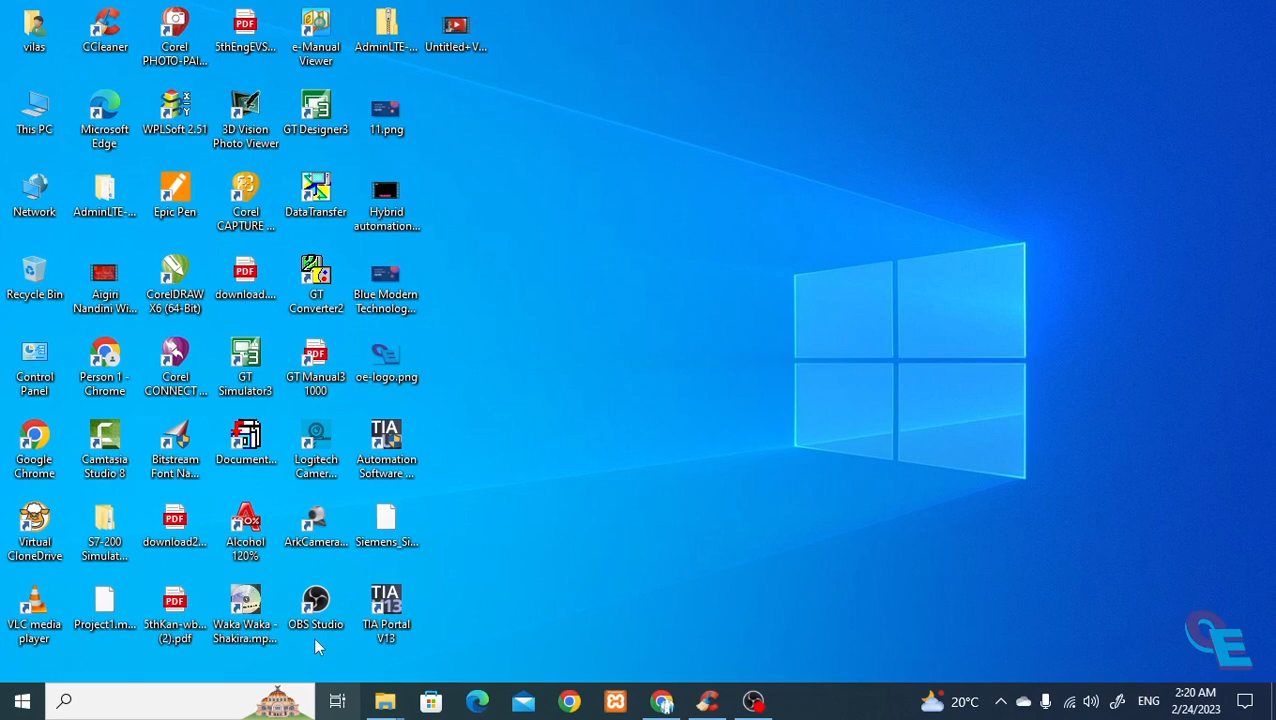 vilas
CCleaner
Corel
PHOTO-PAI...
5thEngEVS...
e-Manual
Viewer
AdminLTE-...
Untitled+V...
This PC
Microsoft
Edge
WPLSoft 2.51
3D Vision
Photo Viewer
GT Designer3
11.png
Network
AdminLTE-...
Epic Pen
Corel
CAPTURE ...
DataTransfer
Hybrid
automation...
Recycle Bin
Aigiri
Nandini Wi...
CorelDRAW
X6 (64-Bit)
download....
GT
Converter2
Blue Modern
Technolog...
Control
Panel
Person 1 -
Chrome
Corel
CONNECT ...
GT
Simulator3
GT Manual3
1000
oe-logo.png
Google
Chrome
Camtasia
Studio 8
Bitstream
Font Na...
Document...
Logitech
Camer...
Automation
Software ...
Virtual
CloneDrive
S7-200
Simulat...
download2...
Alcohol
120%
ArkCamera...
Siemens_Si...
VLC media
player
Project1.m...
5thKan-wb...
(2).pdf
Waka Waka -
Shakira.mp...
OBS Studio
TIA Portal
V13
20°C
ENG
2:20 AM
2/24/2023